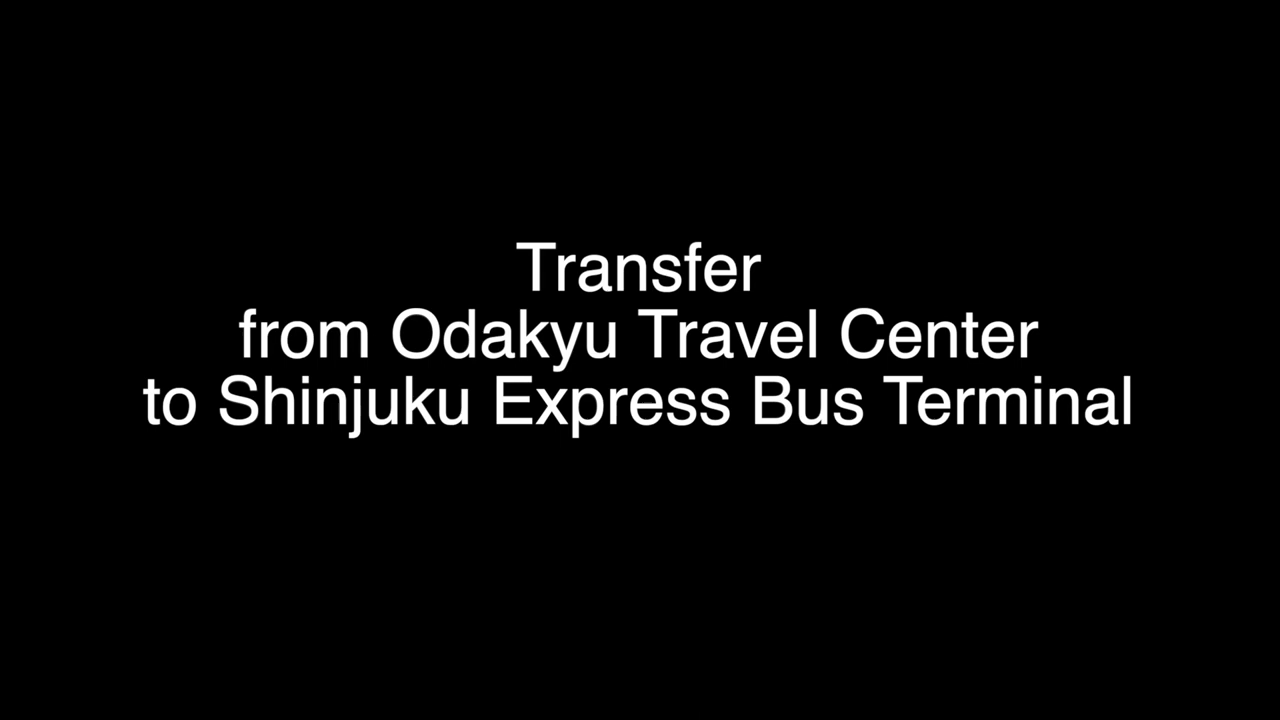 Transfer
from Odakyu Travel Center
to Shinjuku Express Bus Terminal